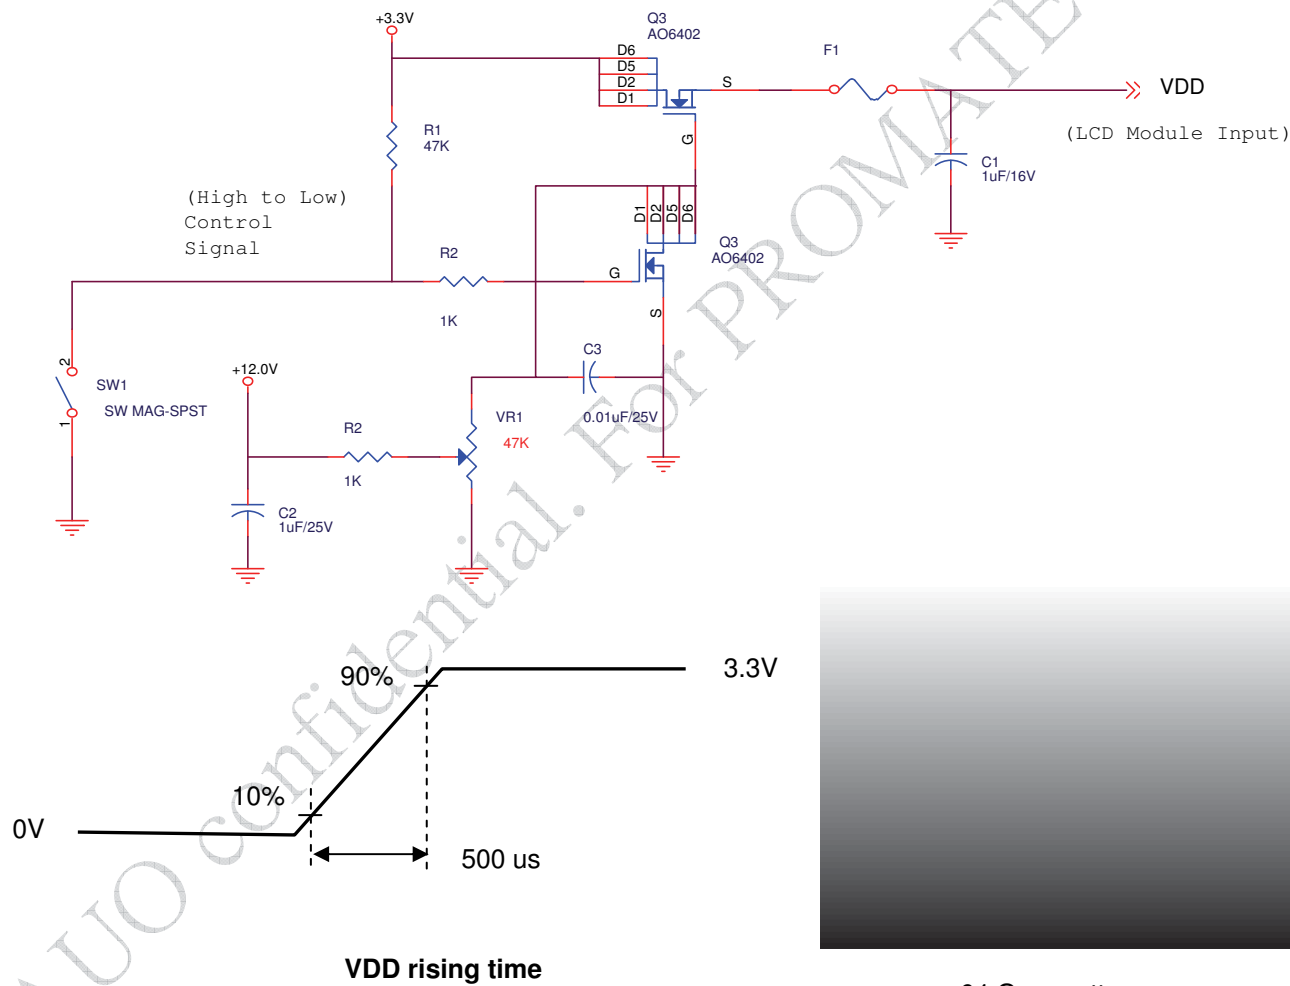 +3.3V
Q3
AO6402
F1
D6
D5
D2
D1
S
VDD
(LCD Module Input)
R1
47K
G
C1
1uF/16V
(High to Low)
Control
Signal
D1
D2
D5
D6
R2
Q3
AO6402
G
1K
S
2
SW1
SW MAG-SPST
1
+12.0V
C3
0.01uF/25V
VR1
47K
R2
1K
C2
1uF/25V
AUO confidential. For PROMATE
90%
3.3V
10%
0V
500 us
VDD rising time